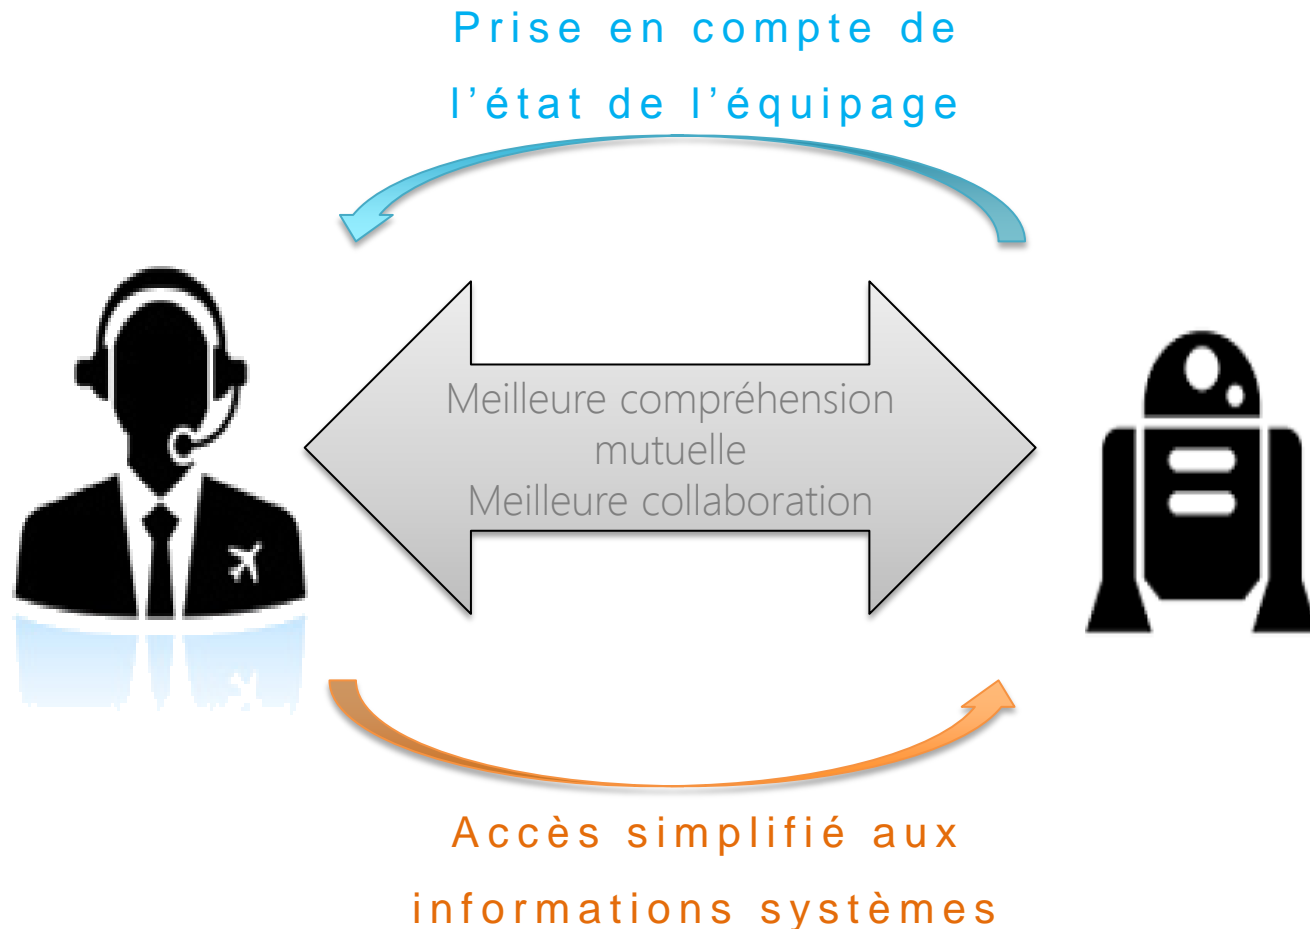 Prise en compte de
l’état de l’équipage
Meilleure compréhension
mutuelle
Meilleure collaboration
Accès simplifié aux
informations systèmes